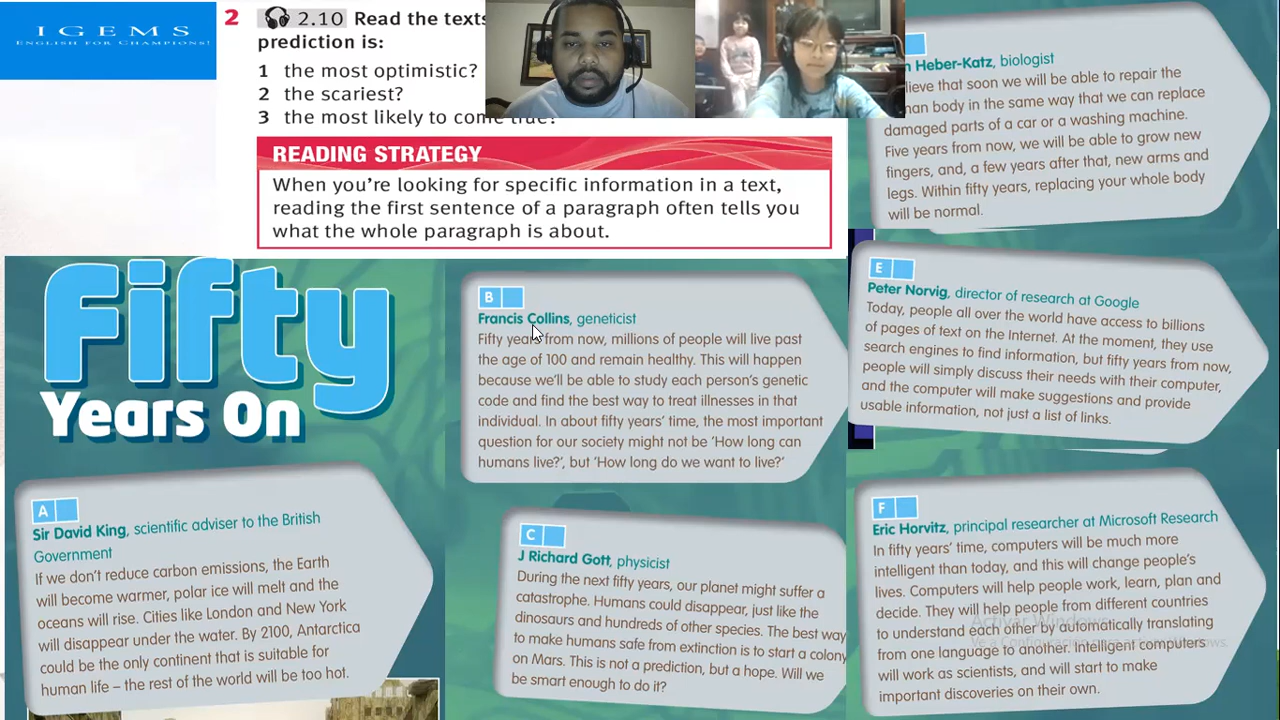 IGEMS
ENGLISH FOR CHAMPIONS!
2 2.10 Read the texts
prediction is:
1 the most optimistic?
2 the scariest?
3 the most likely to come true?
READING STRATEGY
When you're looking for specific information in a text,
reading the first sentence of a paragraph often tells you
what the whole paragraph is about.
Fifty
Years On
A
Sir David King, scientific adviser to the British
Government
If we don't reduce carbon emissions, the Earth
will become warmer, polar ice will melt and the
oceans will rise. Cities like London and New York
will disappear under the water. By 2100, Antarctica
could be the only continent that is suitable for
human life – the rest of the world will be too hot.
B
Francis Collins, geneticist
Fifty years from now, millions of people will live past
the age of 100 and remain healthy. This will happen
because we'll be able to study each person's genetic
code and find the best way to treat illnesses in that
individual. In about fifty years' time, the most important
question for our society might not be 'How long can
humans live?', but 'How long do we want to live?'
C
J Richard Gott, physicist
During the next fifty years, our planet might suffer a
catastrophe. Humans could disappear, just like the
dinosaurs and hundreds of other species. The best way
to make humans safe from extinction is to start a colony
on Mars. This is not a prediction, but a hope. Will we
be smart enough to do it?
Heber-Katz, biologist
lieve that soon we will be able to repair the
man body in the same way that we can replace
damaged parts of a car or a washing machine.
Five years from now, we will be able to grow new
fingers, and, a few years after that, new arms and
legs. Within fifty years, replacing your whole body
will be normal.
E
Peter Norvig, director of research at Google
Today, people all over the world have access to billions
of pages of text on the Internet. At the moment, they use
search engines to find information, but fifty years from now,
people will simply discuss their needs with their computer,
and the computer will make suggestions and provide
usable information, not just a list of links.
F
Eric Horvitz, principal researcher at Microsoft Research
In fifty years' time, computers will be much more
intelligent than today, and this will change people's
lives. Computers will help people work, learn, plan and
decide. They will help people from different countries
to understand each other by automatically translating
from one language to another. Intelligent computers
will work as scientists, and will start to make
important discoveries on their own.
Activar Windows
Ve a Configuración para activar Windows.